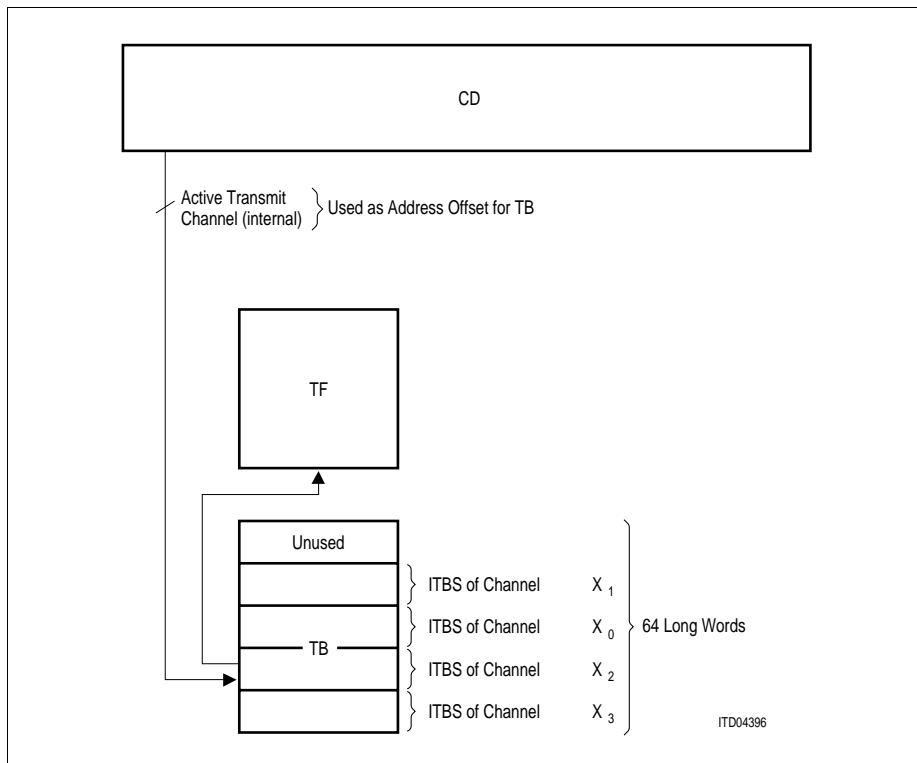 CD
Active Transmit
Channel (internal)
Used as Address Offset for TB
TF
Unused
ITBS of Channel X 1
ITBS of Channel X 0
TB
64 Long Words
ITBS of Channel X 2
ITBS of Channel X 3
ITD04396